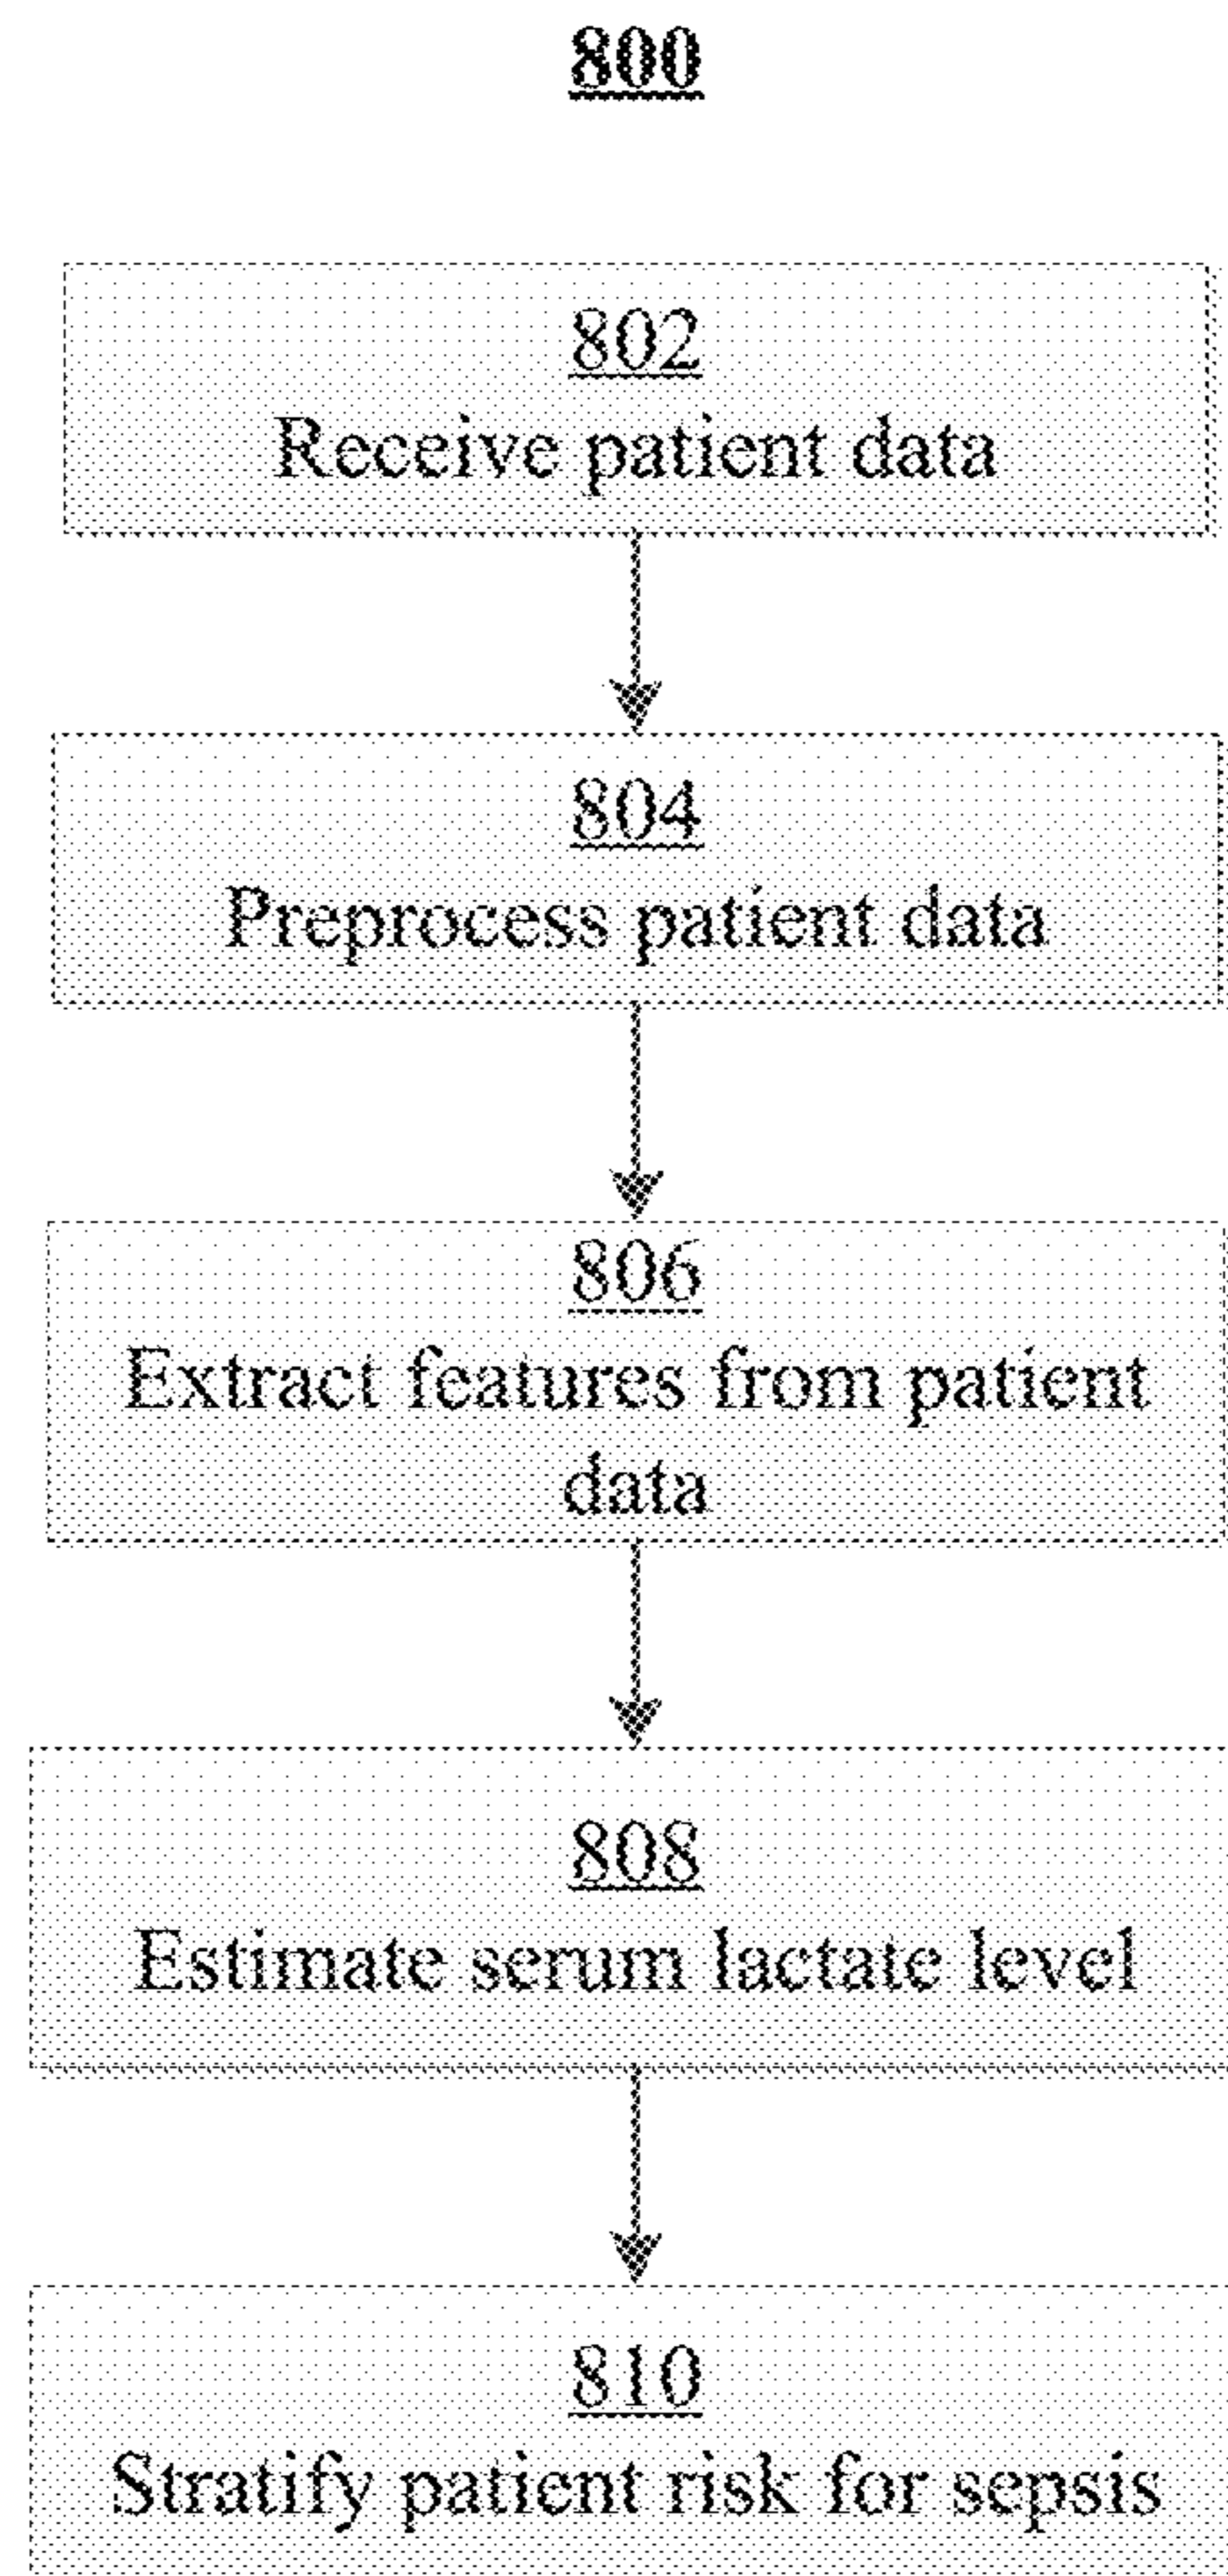 800
802
Receive patient data
804
Preprocess patient data
806
Extract features from patient
data
808
Estimate serum lactate level
810
Stratify patient risk for sepsis